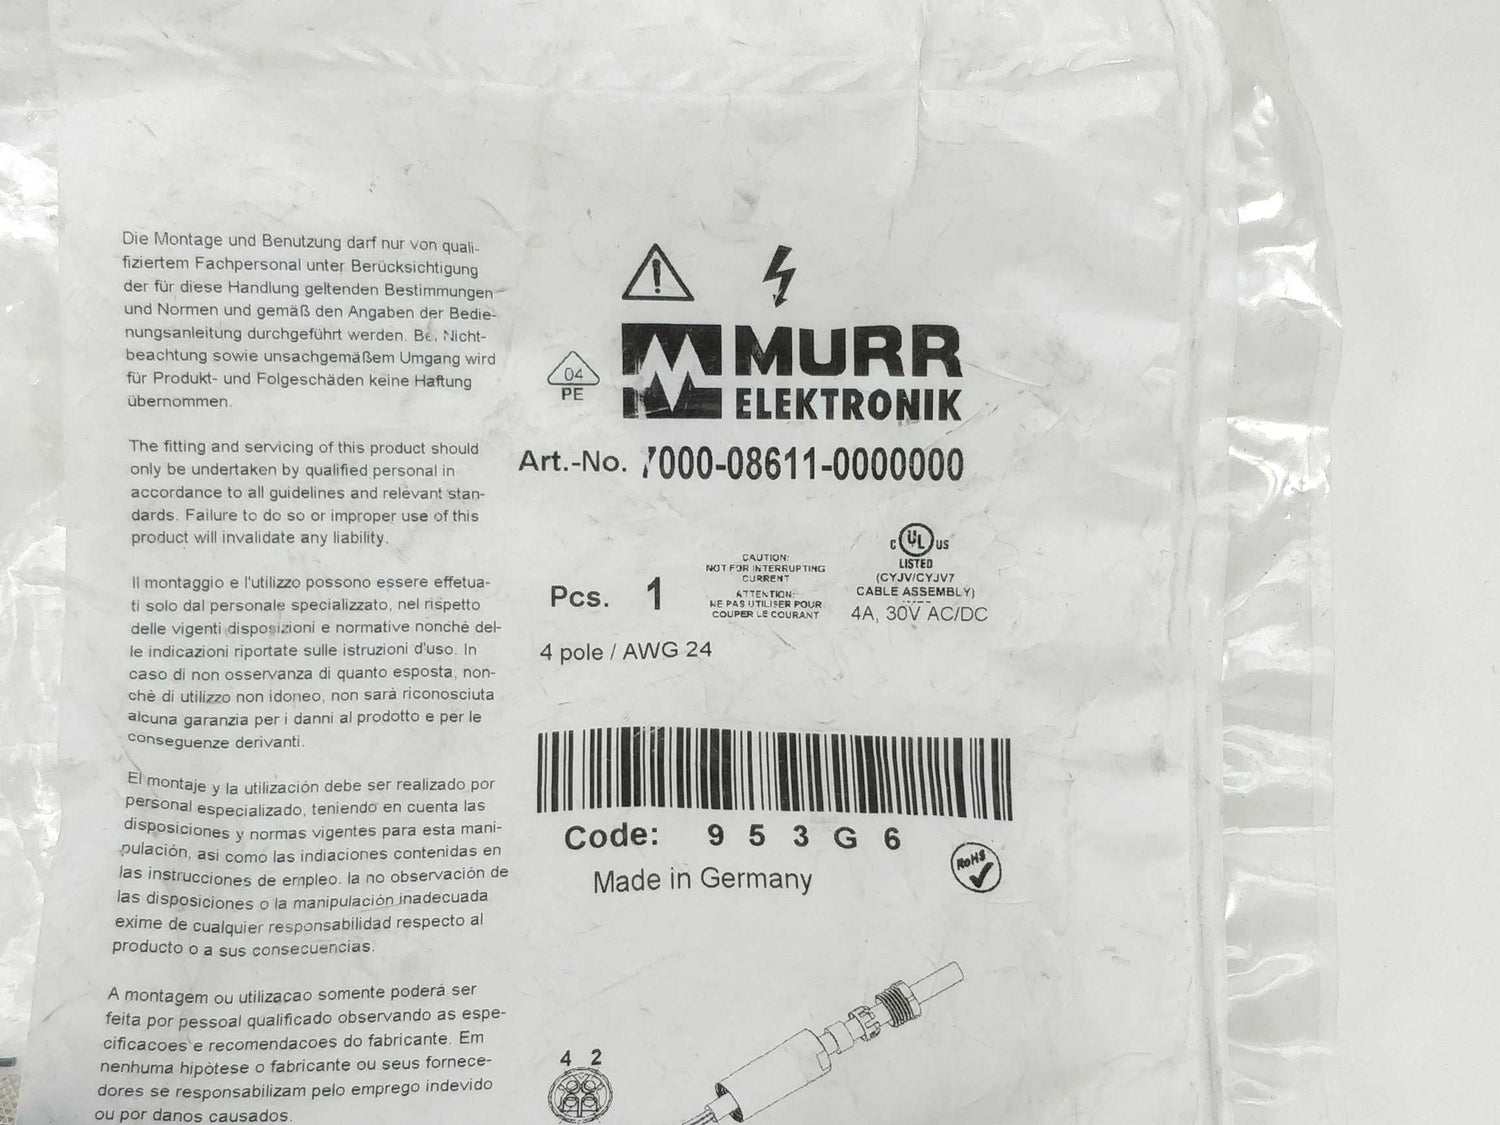 Die Montage und Benutzung darf nur von quali-
fiziertem Fachpersonal unter Berücksichtigung
der für diese Handlung geltenden Bestimmungen
und Normen und gemäß den Angaben der Bedie-
nungsanleitung durchgeführt werden. Nicht-
beachtung sowie unsachgemäßem Umgang wird
für Produkt- und Folgeschäden keine Haftung
übernommen.
The fitting and servicing of this product should
only be undertaken by qualified personal in
accordance to all guidelines and relevant stan-
dards. Failure to do so or improper use of this
product will invalidate any liability.
Il montaggio e l'utilizzo possono essere effetua-
ti solo dal personale specializzato, nel rispetto
delle vigenti disposizioni e normative nonché del-
le indicazioni riportate sulle istruzioni d'uso. In
caso di non osservanza di quanto esposta, non-
chè di utilizzo non idoneo, non sarà riconosciuta
alcuna garanzia per i danni al prodotto e per le
conseguenze derivanti.
El montaje y la utilización debe ser realizado por
personal especializado, teniendo en cuenta las
disposiciones y normas vigentes para esta mani-
pulación, asi como las indiaciones contenidas en
las instrucciones de empleo. la no observación de
las disposiciones o la manipulación inadecuada
exime de cualquier responsabilidad respecto al
producto o a sus consecuencias.
A montagem ou utilizacao somente poderá ser
feita por pessoal qualificado observando as espe-
cificacoes e recomendacoes do fabricante. Em
nenhuma hipòtese o fabricante ou seus fornece-
dores se responsabilizam pelo emprego indevido
ou por danos causados.
04
PE
MURR
ELEKTRONIK
Art.-No. 7000-08611-0000000
Pcs. 1
CAUTION:
NOT FOR INTERRUPTING
CURRENT
ATTENTION:
NE PAS UTILISER POUR
COUPER LE COURANT
c UL US
LISTED
(CYJV/CYJV7
CABLE ASSEMBLY)
4A, 30V AC/DC
4 pole / AWG 24
Code: 9 5 3 G 6
Made in Germany
RoHS
4 2